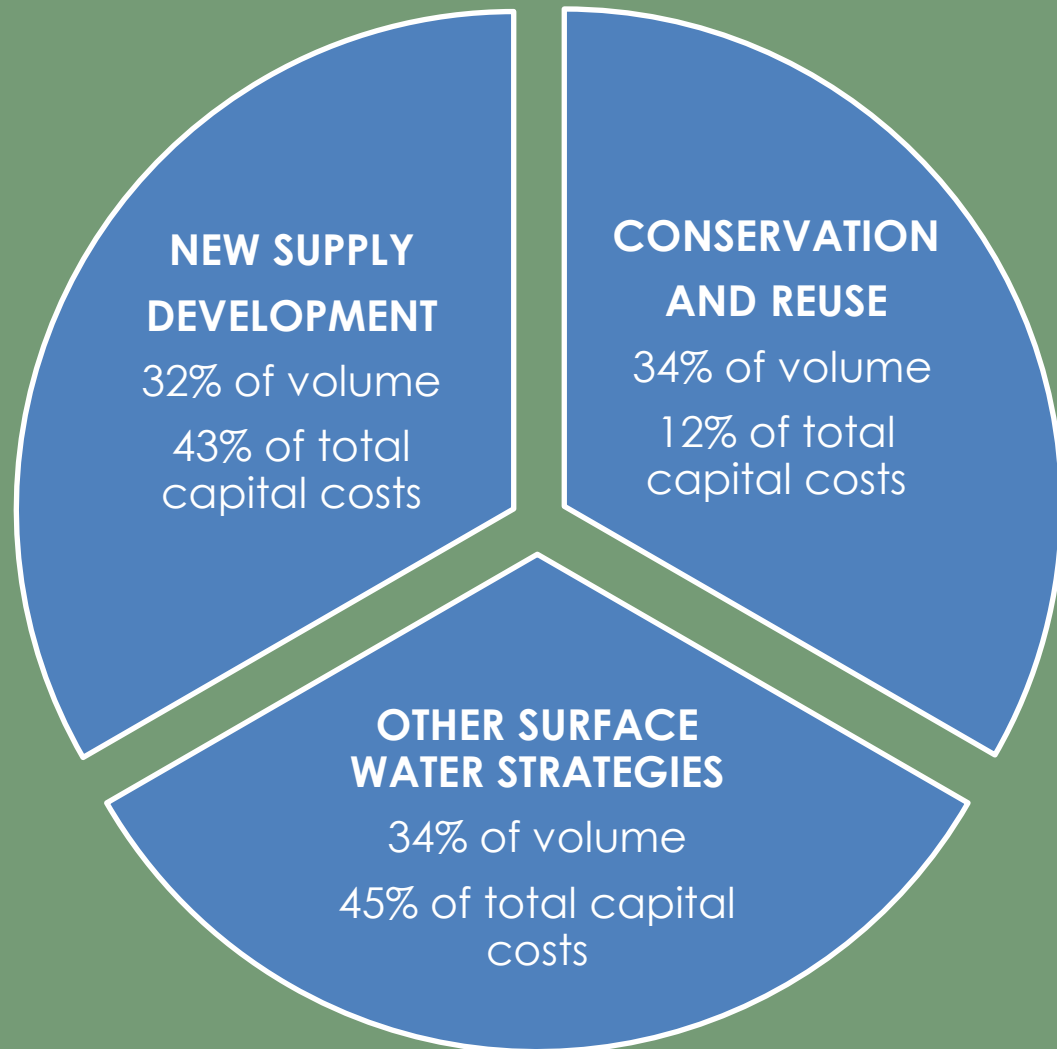 NEW SUPPLY
DEVELOPMENT
32% of volume
43% of total
capital costs
CONSERVATION
AND REUSE
34% of volume
12% of total
capital costs
OTHER SURFACE
WATER STRATEGIES
34% of volume
45% of total capital
costs